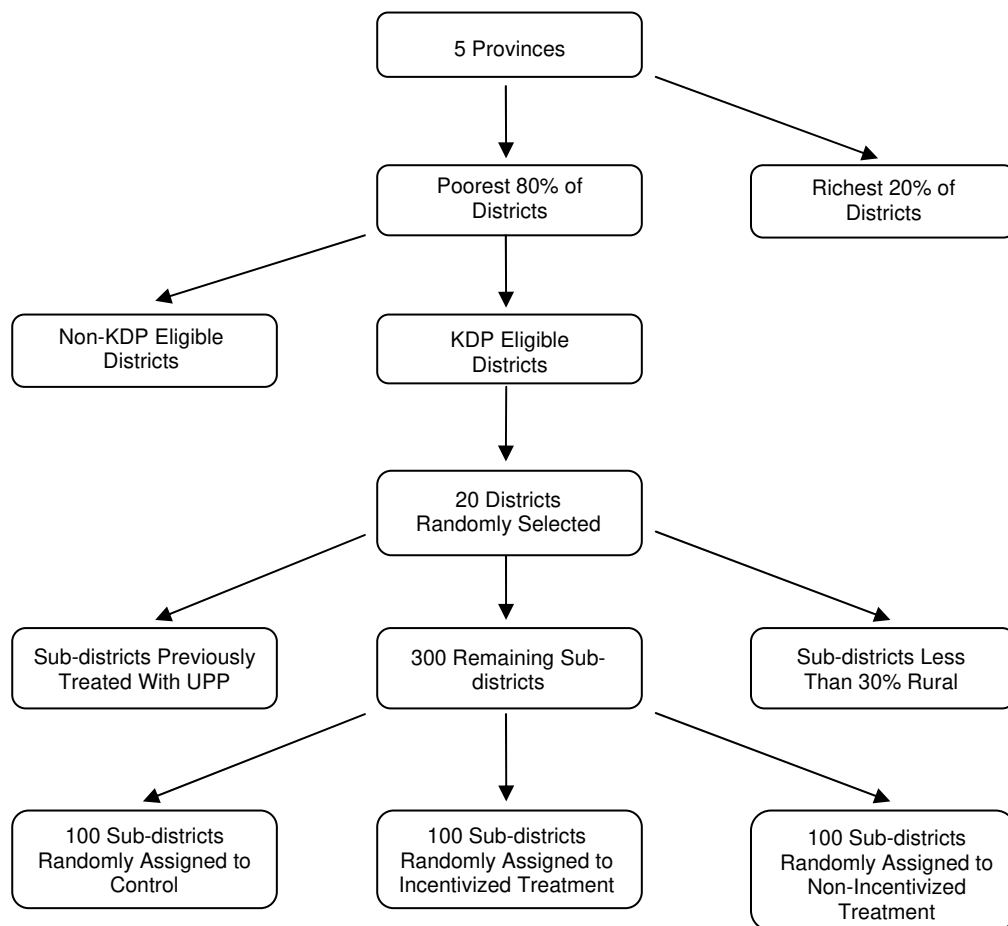 5 Provinces
Poorest 80% of
Districts
Richest 20% of
Districts
Non-KDP Eligible
Districts
KDP Eligible
Districts
20 Districts
Randomly Selected
Sub-districts Previously
Treated With UPP
300 Remaining Sub-
districts
Sub-districts Less
Than 30% Rural
100 Sub-districts
Randomly Assigned to
Control
100 Sub-districts
Randomly Assigned to
Incentivized Treatment
100 Sub-districts
Randomly Assigned to
Non-Incentivized
Treatment